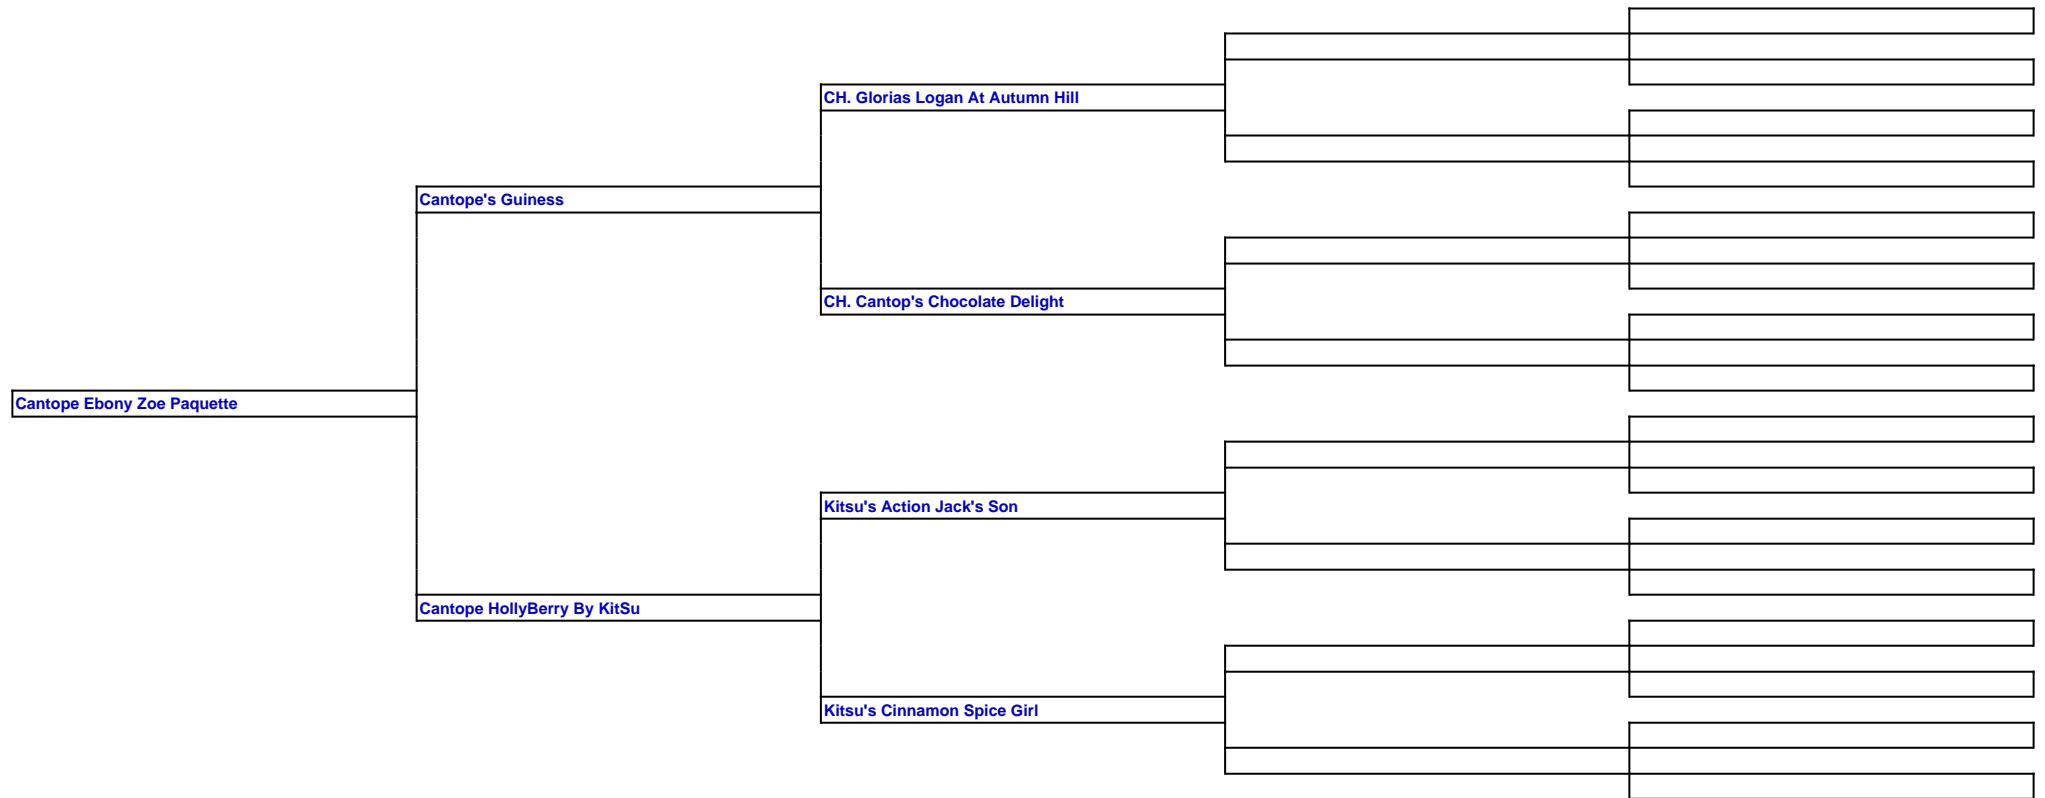 CH. Glorias Logan At Autumn Hill
Cantope's Guiness
CH. Cantop's Chocolate Delight
Cantope Ebony Zoe Paquette
Kitsu's Action Jack's Son
Cantope HollyBerry By KitSu
Kitsu's Cinnamon Spice Girl